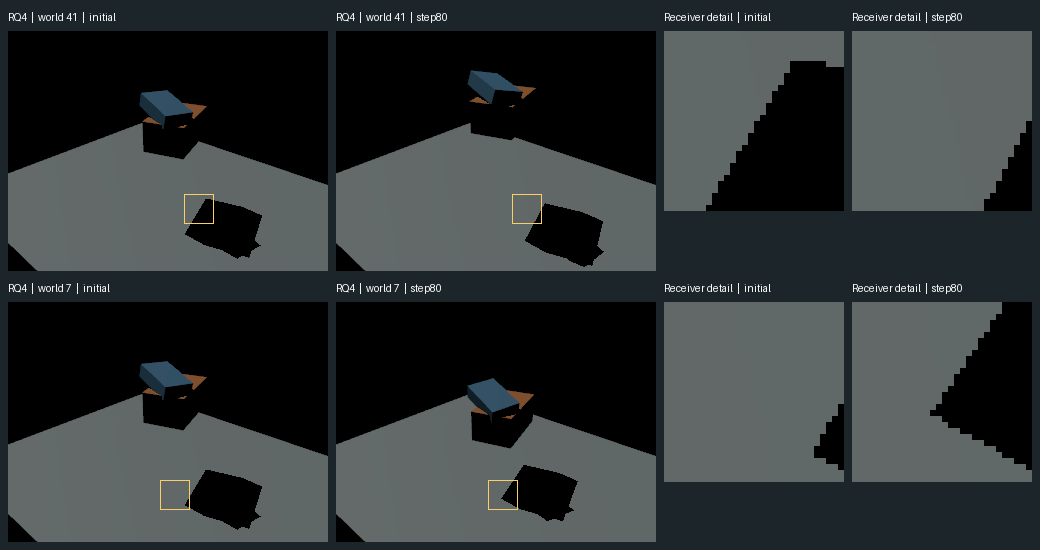 RQ4 | world 41 | initial
RQ4 | world 41 | step80
Receiver detail | initial
Receiver detail | step80
RQ4 | world 7 | initial
RQ4 | world 7 | step80
Receiver detail | initial
Receiver detail | step80